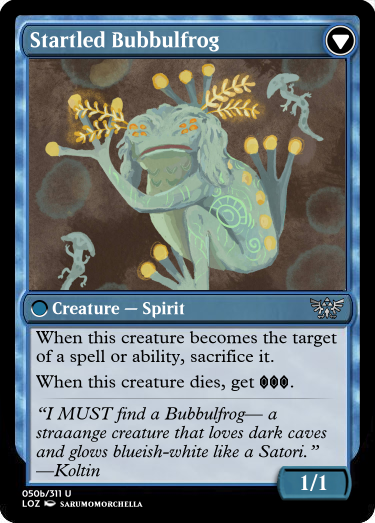 Startled Bubbulfrog
Creature — Spirit
When this creature becomes the target
of a spell or ability, sacrifice it.
When this creature dies, get
“I MUST find a Bubbulfrog— a
straaange creature that loves dark caves
and glows blueish-white like a Satori.”
—Koltin
1/1
050b/311 U
LOZ SARUMOMORCHELLA